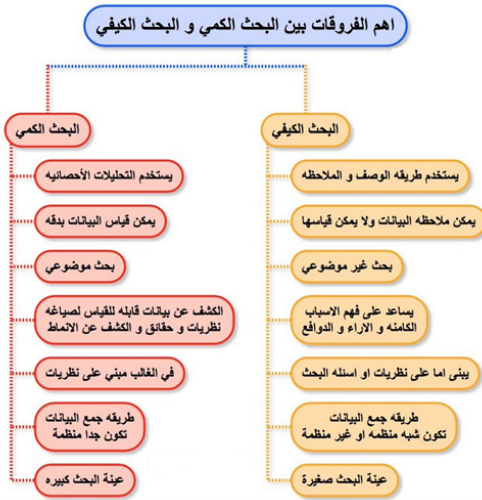 اهم الفروقات بين البحث الكمي و البحث الكيفي
البحث الكيفي
يستخدم طريقه الوصف و الملاحظه
يمكن ملاحظه البيانات ولا يمكن قياسها
بحث غير موضوعي
يساعد على فهم الاسباب
الكامنه و الاراء و الدوافع
يبنى اما على نظريات او اسئله البحث
طريقه جمع البيانات
تكون شبه منظمه او غير منظمة
عينة البحث صغيرة
البحث الكمي
يستخدم التحليلات الأحصائيه
يمكن قياس البيانات بدقه
بحث موضوعي
الكشف عن بيانات قابله للقياس لصياغه
نظريات و حقائق و الكشف عن الانماط
في الغالب مبني على نظريات
طريقه جمع البيانات
تكون جدا منظمة
عينة البحث كبيره